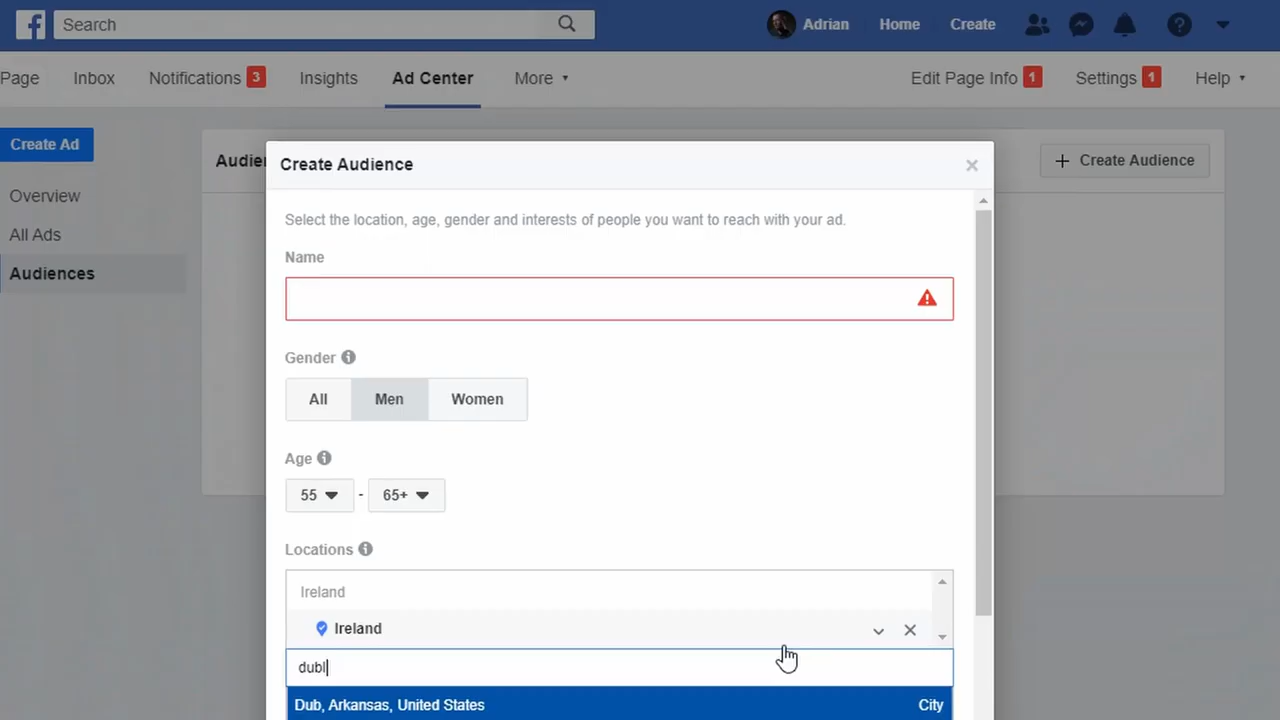 f Search Adrian Home Create
Page Inbox Notifications 3 Insights Ad Center More Edit Page Info 1 Settings 1 Help
Create Ad
Overview
All Ads
Audiences
Audien
+ Create Audience
Create Audience
Select the location, age, gender and interests of people you want to reach with your ad.
Name
Gender
All Men Women
Age
55 - 65+
Locations
Ireland
Ireland
dubl
Dub, Arkansas, United States City